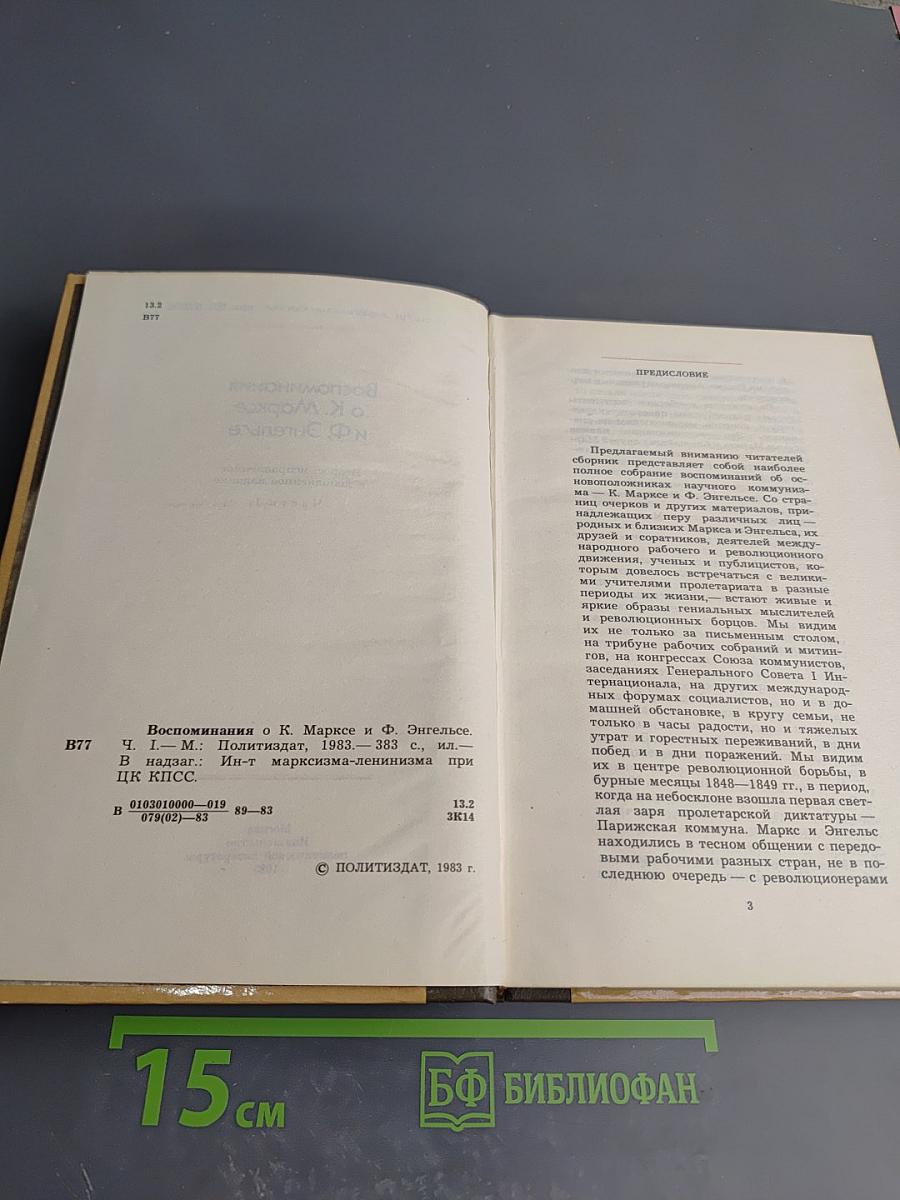 13.2
В77
Воспоминания о К. Марксе и Ф. Энгельсе.
В77 Ч. I.— М.: Политиздат, 1983.— 383 с., ил.—
В надзаг.: Ин-т марксизма-ленинизма при
ЦК КПСС.
В 0103010000—019 89—83 13.2
079(02)—83 3К14
© ПОЛИТИЗДАТ, 1983 г.
ПРЕДИСЛОВИЕ
Предлагаемый вниманию читателей
сборник представляет собой наиболее
полное собрание воспоминаний об ос-
новоположниках научного коммуниз-
ма — К. Марксе и Ф. Энгельсе. Со стра-
ниц очерков и других материалов, при-
надлежащих перу различных лиц —
родных и близких Маркса и Энгельса, их
друзей и соратников, деятелей между-
народного рабочего и революционного
движения, ученых и публицистов, ко-
торым довелось встречаться с велики-
ми учителями пролетариата в разные
периоды их жизни,— встают живые и
яркие образы гениальных мыслителей
и революционных борцов. Мы видим
их не только за письменным столом,
на трибуне рабочих собраний и митин-
гов, на конгрессах Союза коммунистов,
заседаниях Генерального Совета I Ин-
тернационала, на других международ-
ных форумах социалистов, но и в до-
машней обстановке, в кругу семьи, не
только в часы радости, но и тяжелых
утрат и горестных переживаний, в дни
побед и в дни поражений. Мы видим
их в центре революционной борьбы, в
бурные месяцы 1848—1849 гг., в период,
когда на небосклоне взошла первая свет-
лая заря пролетарской диктатуры —
Парижская коммуна. Маркс и Энгельс
находились в тесном общении с передо-
выми рабочими разных стран, не в по-
следнюю очередь — с революционерами
3
15 см
БФ БИБЛИОФАН